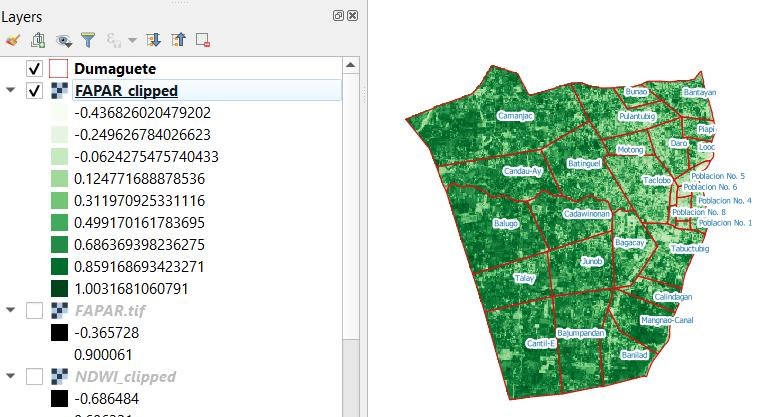 Layers
Dumaguete
FAPAR_clipped
-0.436826020479202
-0.249626784026623
-0.0624275475740433
0.124771688878536
0.311970925331116
0.499170161783695
0.686369398236275
0.859168693423271
1.0031681060791
FAPAR.tif
-0.365728
0.900061
NDWI_clipped
-0.686484
Bunao
Bantayan
Camanjac
Pulantubig
Piapi
Daro
Looc
Motong
Batinguel
Candau-Ay
Taclobo
Poblacion No. 5
Poblacion No. 6
Poblacion No. 4
Poblacion No. 8
Poblacion No. 1
Cadawinonan
Balugo
Bagacay
Tabuctubig
Junob
Talay
Calindagan
Mangnao-Canal
Bajumpandan
Cantil-E
Banilad